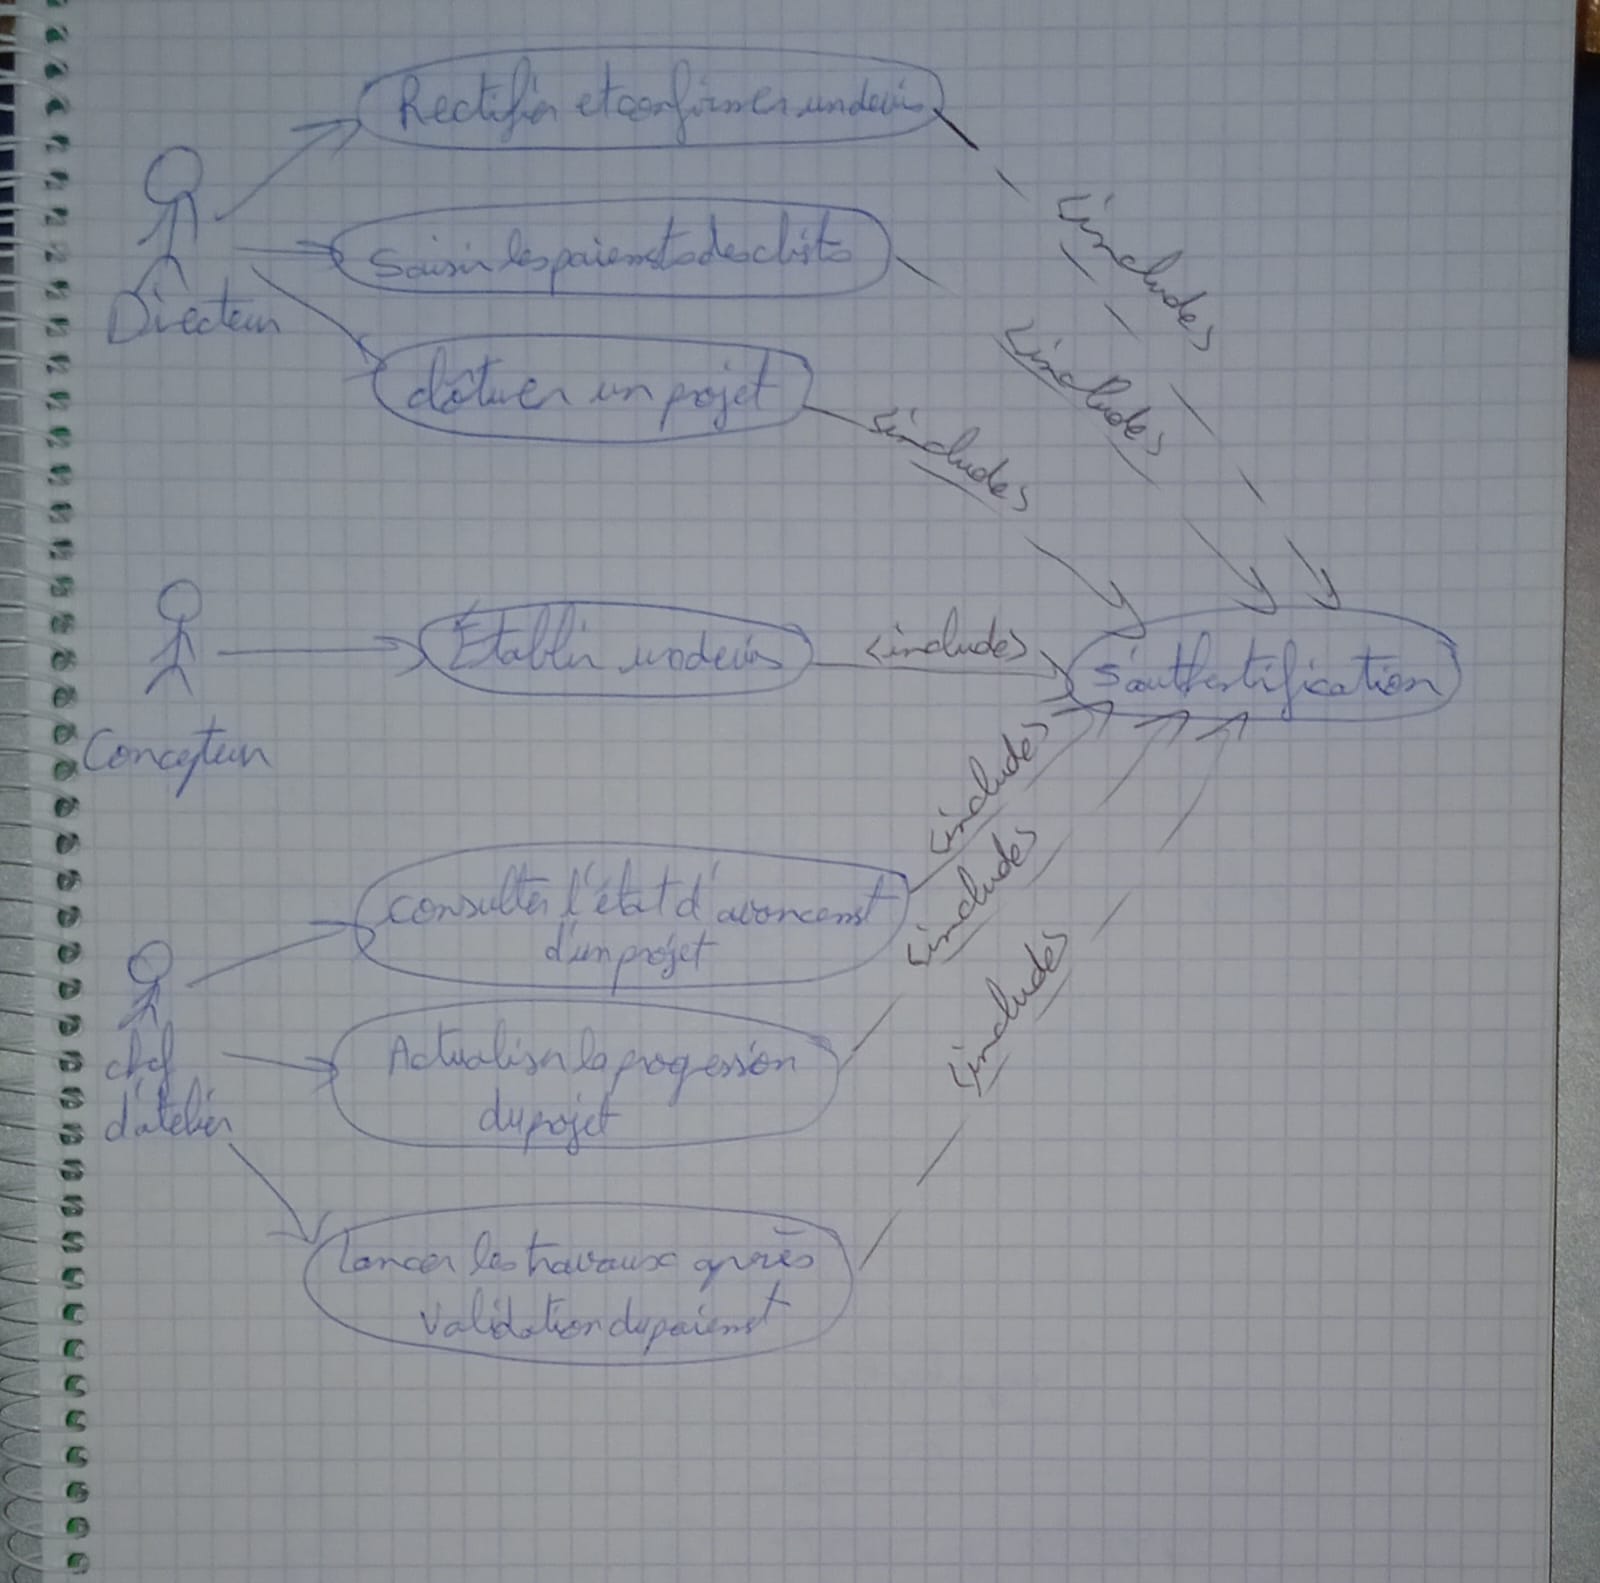 Rectifier et confirmer un devis
<include>
Saisir les paiemts des clists
Directeur
<include>
clôturer un projet
<include>
Établir un devis
<include>
s'authentification
Concepteur
<include>
consulter l'état d'avancemt
d'un projet
<include>
<include>
chef
d'atelier
Actualiser la progession
du projet
Lancer les travaux après
validation du paiemt